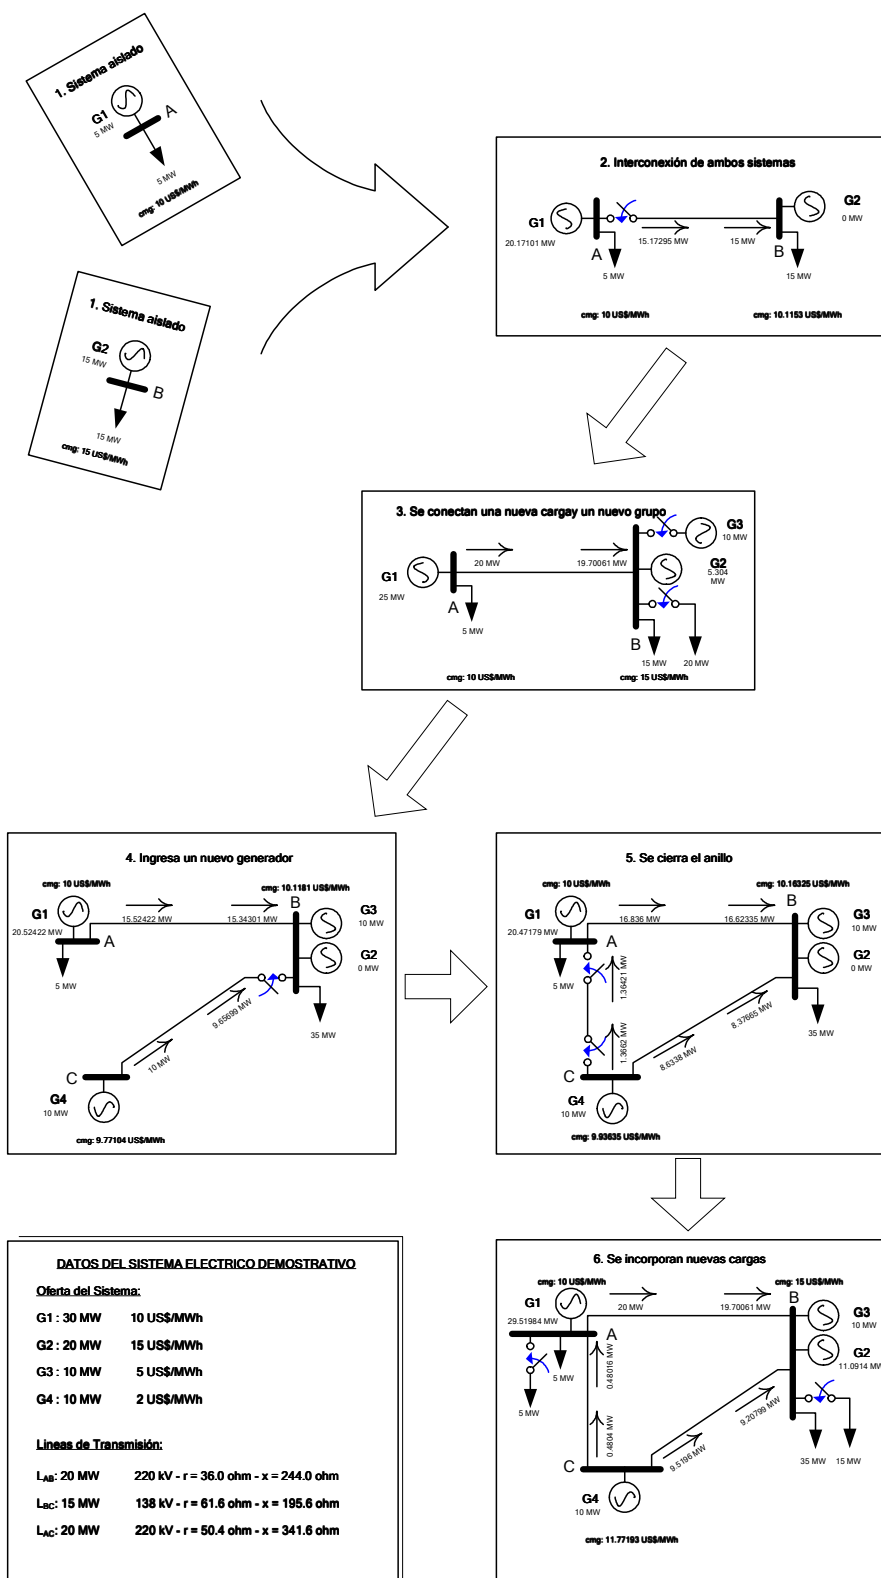 1. Sistema aislado
G1
5 MW
A
5 MW
cmg: 10 US$/MWh
1. Sistema aislado
G2
15 MW
B
15 MW
cmg: 15 US$/MWh
2. Interconexión de ambos sistemas
G1
20.17101 MW
A
5 MW
15.17295 MW
15 MW
G2
0 MW
B
15 MW
cmg: 10 US$/MWh
cmg: 10.1153 US$/MWh
3. Se conectan una nueva cargay un nuevo grupo
G1
25 MW
A
5 MW
20 MW
19.70061 MW
G3
10 MW
G2
5.304
MW
B
15 MW
20 MW
cmg: 10 US$/MWh
cmg: 15 US$/MWh
4. Ingresa un nuevo generador
cmg: 10 US$/MWh
cmg: 10.1181 US$/MWh
G1
20.52422 MW
A
5 MW
15.52422 MW
15.34301 MW
B
G3
10 MW
G2
0 MW
35 MW
9.65699 MW
10 MW
C
G4
10 MW
cmg: 9.77104 US$/MWh
5. Se cierra el anillo
cmg: 10 US$/MWh
cmg: 10.16325 US$/MWh
G1
20.47179 MW
A
5 MW
16.836 MW
16.62335 MW
B
G3
10 MW
G2
0 MW
35 MW
1.36421 MW
1.3662 MW
8.37665 MW
8.6338 MW
C
G4
10 MW
cmg: 9.93635 US$/MWh
6. Se incorporan nuevas cargas
cmg: 10 US$/MWh
cmg: 15 US$/MWh
G1
29.51984 MW
A
5 MW
5 MW
20 MW
19.70061 MW
B
G3
10 MW
G2
11.0914 MW
35 MW
15 MW
0.48016 MW
0.4804 MW
9.20799 MW
9.5196 MW
C
G4
10 MW
cmg: 11.77193 US$/MWh
DATOS DEL SISTEMA ELECTRICO DEMOSTRATIVO
Oferta del Sistema:
G1 : 30 MW 10 US$/MWh
G2 : 20 MW 15 US$/MWh
G3 : 10 MW 5 US$/MWh
G4 : 10 MW 2 US$/MWh
Lineas de Transmisión:
LAB: 20 MW 220 kV - r = 36.0 ohm - x = 244.0 ohm
LBC: 15 MW 138 kV - r = 61.6 ohm - x = 195.6 ohm
LAC: 20 MW 220 kV - r = 50.4 ohm - x = 341.6 ohm